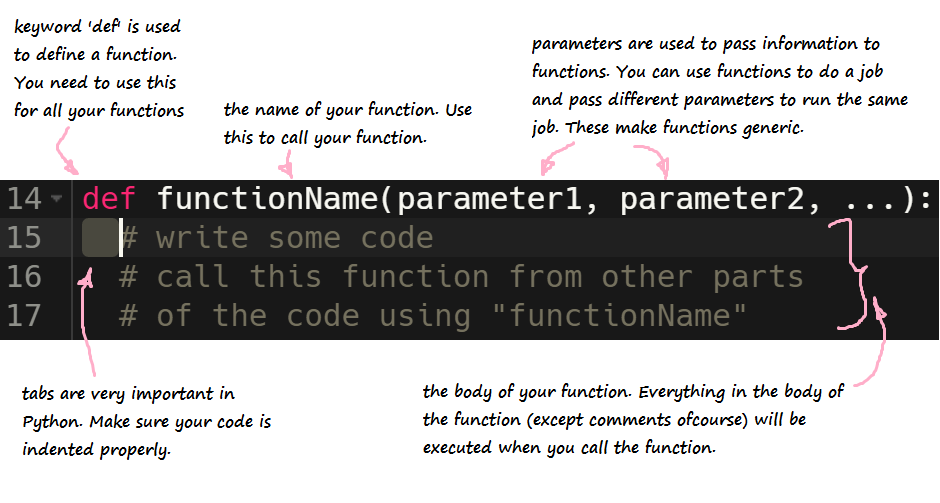 keyword 'def' is used
to define a function.
You need to use this
for all your functions
the name of your function. Use
this to call your function.
parameters are used to pass information to
functions. You can use functions to do a job
and pass different parameters to run the same
job. These make functions generic.
14 def functionName(parameter1, parameter2, ...):
15 # write some code
16 # call this function from other parts
17 # of the code using "functionName"
tabs are very important in
Python. Make sure your code is
indented properly.
the body of your function. Everything in the body of
the function (except comments ofcourse) will be
executed when you call the function.